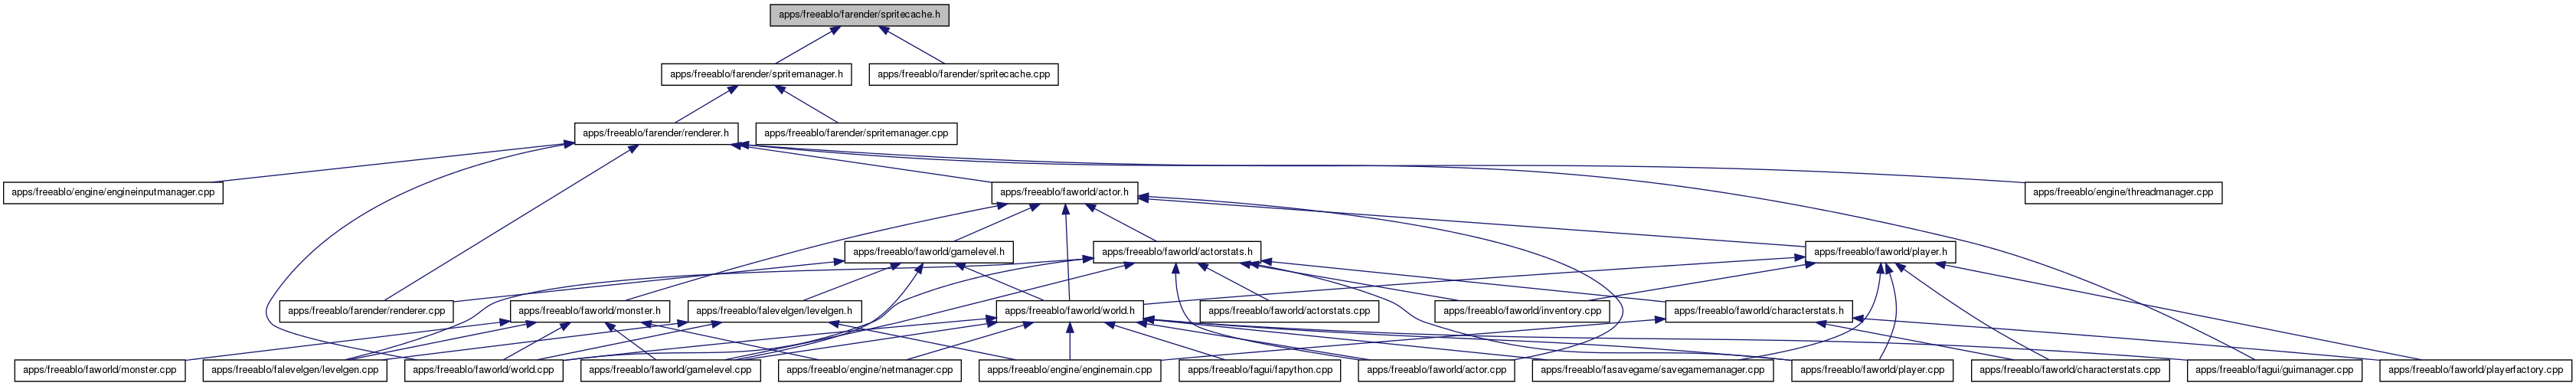 apps/freeablo/farender/spritecache.h
apps/freeablo/farender/spritemanager.h
apps/freeablo/farender/spritecache.cpp
apps/freeablo/farender/renderer.h
apps/freeablo/farender/spritemanager.cpp
apps/freeablo/engine/engineinputmanager.cpp
apps/freeablo/faworld/actor.h
apps/freeablo/engine/threadmanager.cpp
apps/freeablo/faworld/gamelevel.h
apps/freeablo/faworld/actorstats.h
apps/freeablo/faworld/player.h
apps/freeablo/farender/renderer.cpp
apps/freeablo/faworld/monster.h
apps/freeablo/falevelgen/levelgen.h
apps/freeablo/faworld/world.h
apps/freeablo/faworld/actorstats.cpp
apps/freeablo/faworld/inventory.cpp
apps/freeablo/faworld/characterstats.h
apps/freeablo/faworld/monster.cpp
apps/freeablo/falevelgen/levelgen.cpp
apps/freeablo/faworld/world.cpp
apps/freeablo/faworld/gamelevel.cpp
apps/freeablo/engine/netmanager.cpp
apps/freeablo/engine/enginemain.cpp
apps/freeablo/fagui/fapython.cpp
apps/freeablo/faworld/actor.cpp
apps/freeablo/fasavegame/savegamemanager.cpp
apps/freeablo/faworld/player.cpp
apps/freeablo/faworld/characterstats.cpp
apps/freeablo/fagui/guimanager.cpp
apps/freeablo/faworld/playerfactory.cpp